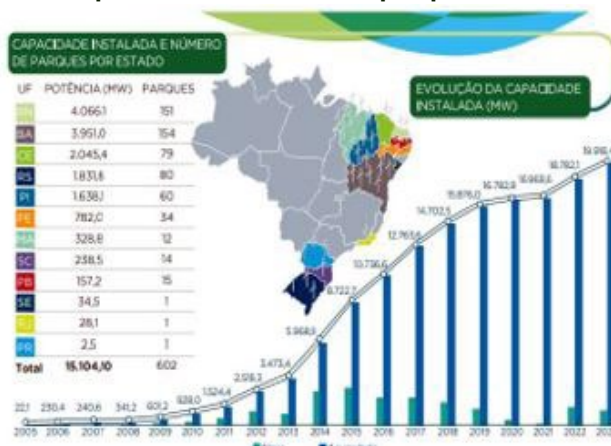 CAPACIDADE INSTALADA E NÚMERO
DE PARQUES POR ESTADO
UF POTÊNCIA (MW) PARQUES
RN 4.066,1 151
BA 3.951,0 154
CE 2.045,4 79
RS 1.831,8 80
PI 1.638,1 60
PE 782,0 34
MA 328,8 12
SC 238,5 14
PB 157,2 15
SE 34,5 1
RJ 28,1 1
PR 2,5 1
Total 15.104,10 602
EVOLUÇÃO DA CAPACIDADE
INSTALADA (MW)
22,1
230,4
240,6
341,2
601,2
928,0
1.524,4
2.519,3
3.473,4
5.968,9
8.722,7
10.736,6
12.763,6
14.702,5
15.876,0
16.782,9
16.968,6
18.782,1
2005 2006 2007 2008 2009 2010 2011 2012 2013 2014 2015 2016 2017 2018 2019 2020 2021 2022